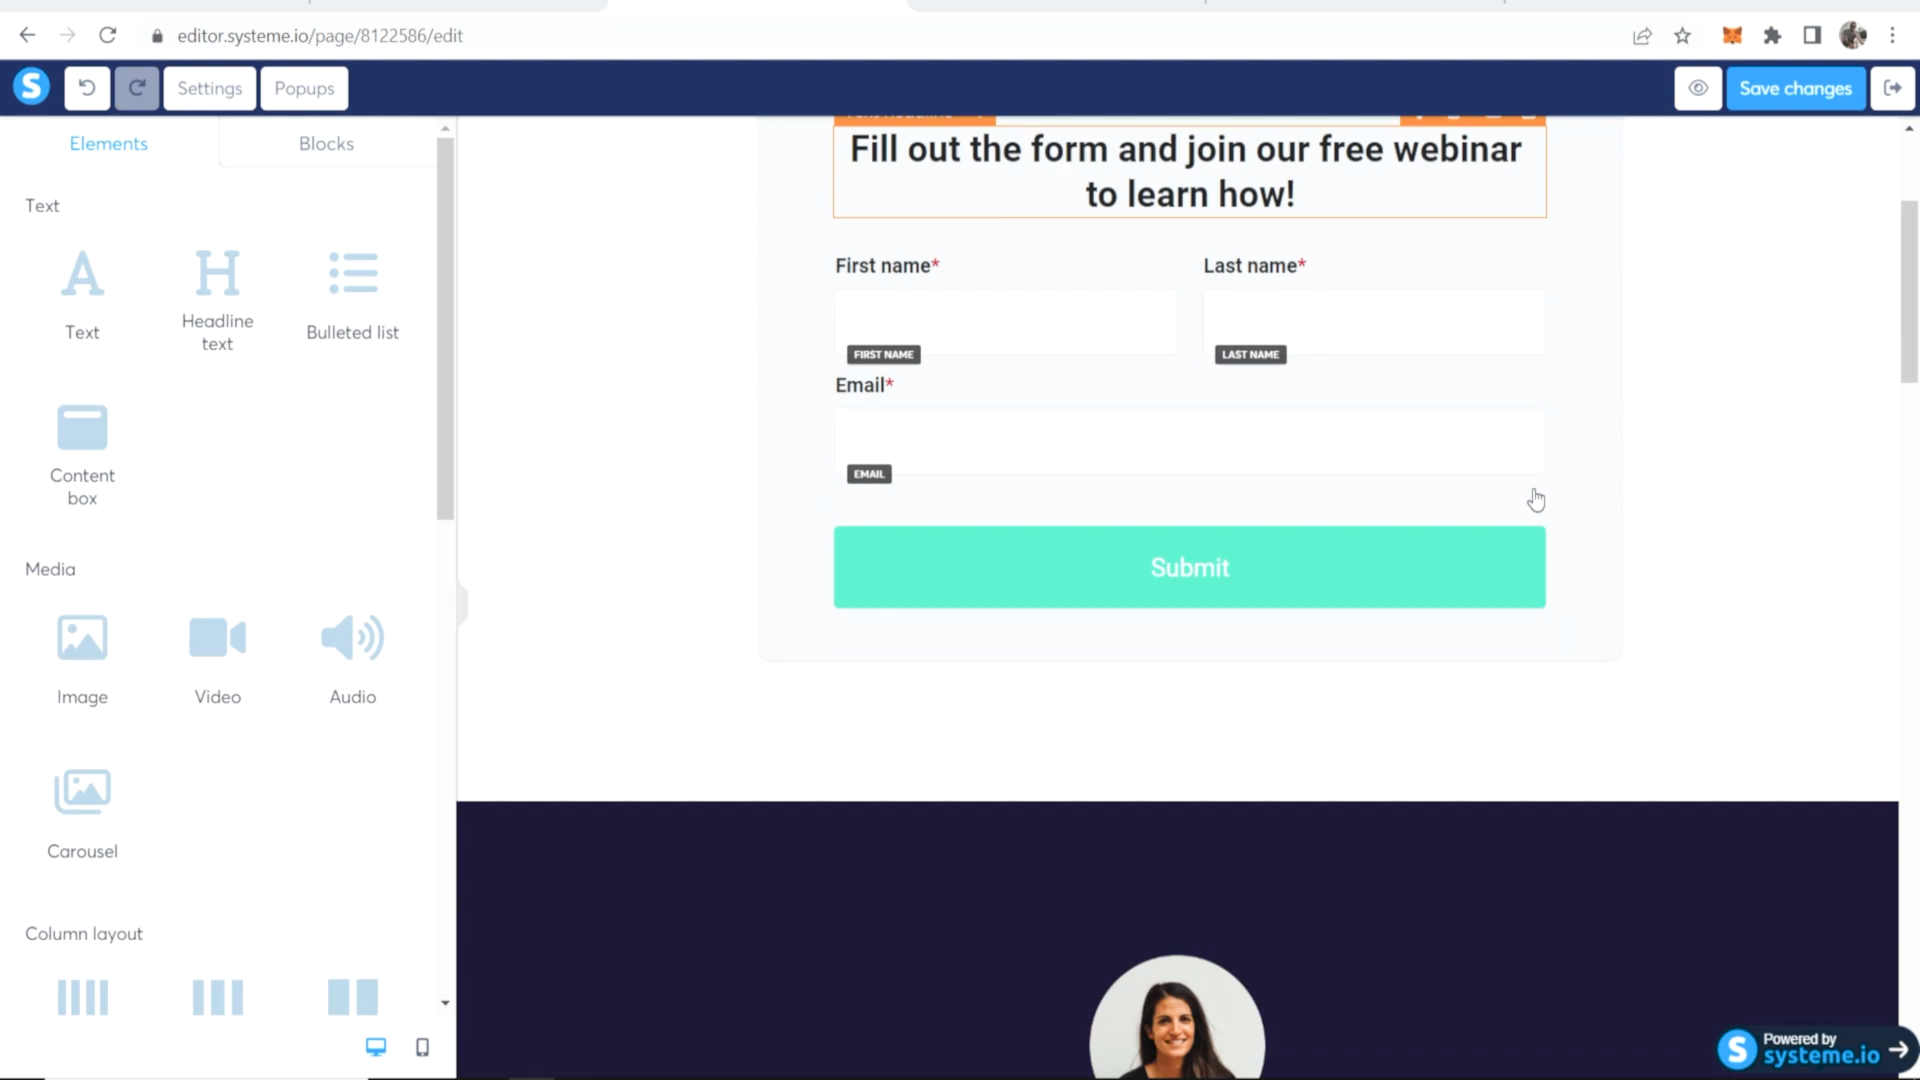 editor.systeme.io/page/8122586/edit
S
Settings
Popups
Save changes
Elements
Blocks
Text
Text
Headline
text
Bulleted list
Content
box
Media
Image
Video
Audio
Carousel
Column layout
Fill out the form and join our free webinar
to learn how!
First name*
Last name*
FIRST NAME
LAST NAME
Email*
EMAIL
Submit
S
Powered by
systeme.io